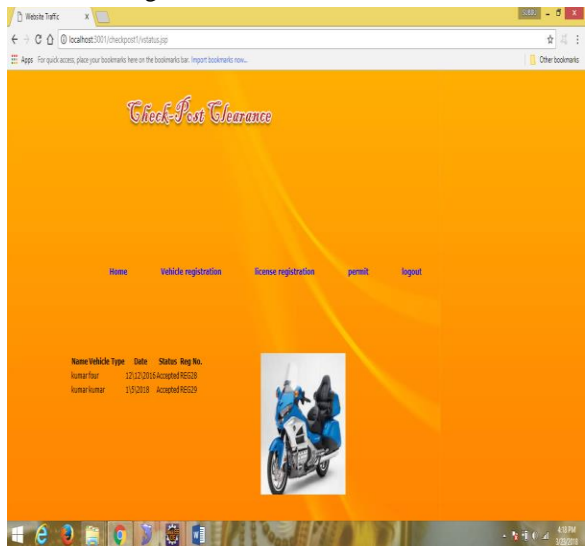 Website Traffic
localhost:3001/checkpost1/vstatus.jsp
Apps For quick access, place your bookmarks here on the bookmarks bar. Import bookmarks now... Other bookmarks
Check-Post Clearance
Home Vehicle registration license registration permit logout
Name Vehicle Type Date Status Reg No.
kumar four 12\12\2016 Accepted REG28
kumar kumar 1\5\2018 Accepted REG29
4:18 PM
3/23/2018